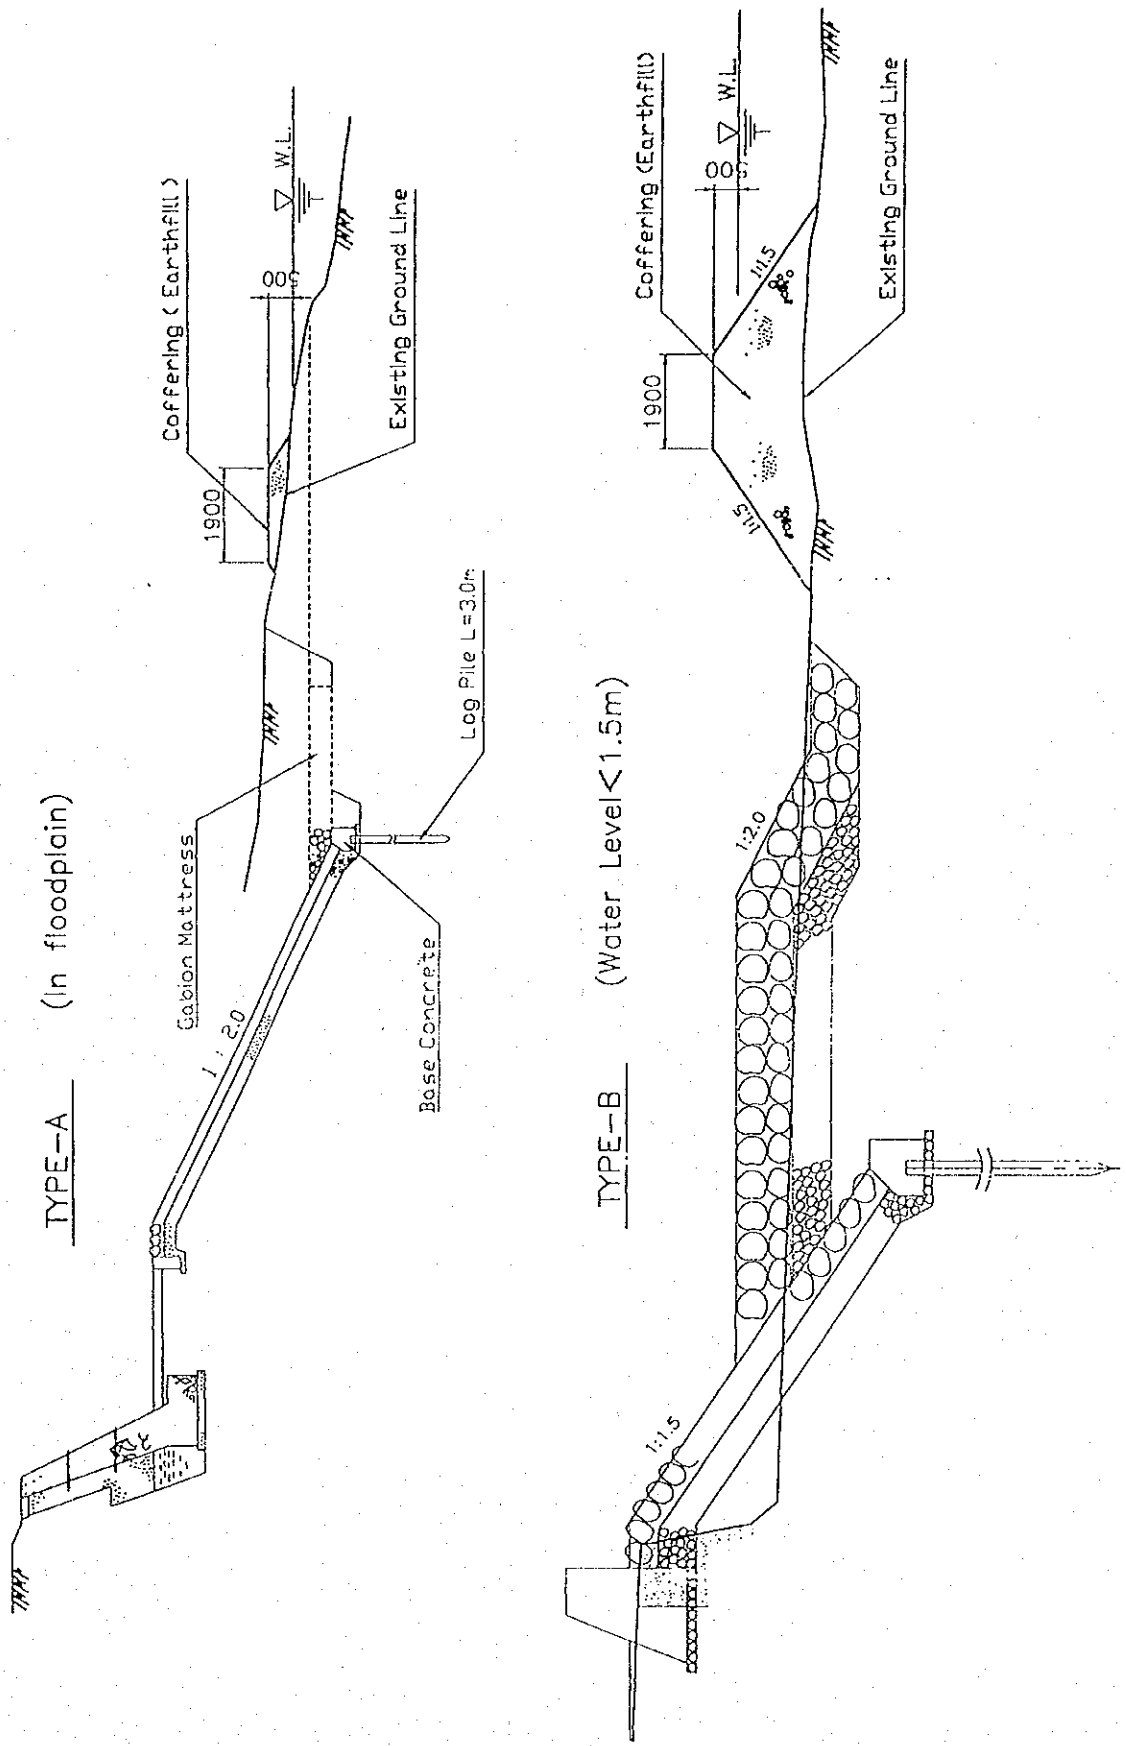 TYPE-A (In floodplain)
Coffering ( Earthfill )
1900
500
W.L.
Existing Ground Line
Gabion Mattress
1 : 2.0
Log Pile L=3.0m
Base Concrete
TYPE-B (Water Level<1.5m)
Coffering (Earthfill)
1900
500
W.L.
1:1.5
1:1.5
Existing Ground Line
1:2.0
1:1.5